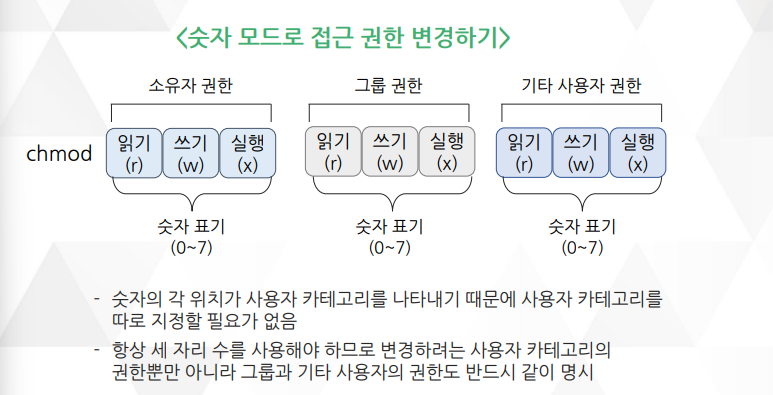 <숫자 모드로 접근 권한 변경하기>
소유자 권한 그룹 권한 기타 사용자 권한
chmod 읽기 쓰기 실행 읽기 쓰기 실행 읽기 쓰기 실행
(r) (w) (x) (r) (w) (x) (r) (w) (x)
숫자 표기 숫자 표기 숫자 표기
(0~7) (0~7) (0~7)
- 숫자의 각 위치가 사용자 카테고리를 나타내기 때문에 사용자 카테고리를
따로 지정할 필요가 없음
- 항상 세 자리 수를 사용해야 하므로 변경하려는 사용자 카테고리의
권한뿐만 아니라 그룹과 기타 사용자의 권한도 반드시 같이 명시